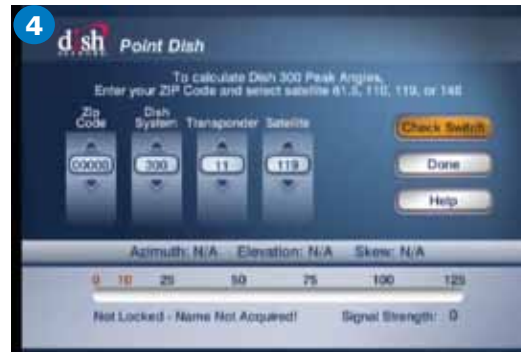 4
dish
NETWORK
Point Dish
To calculate Dish 300 Peak Angles,
Enter your ZIP Code and select satellite 61.5, 110, 119, or 148
Zip Code
Dish System
Transponder
Satellite
00000
300
11
119
Check Switch
Done
Help
Azimuth: N/A Elevation: N/A Skew: N/A
0 10 25 50 75 100 125
Not Locked - Name Not Acquired!
Signal Strength: 0